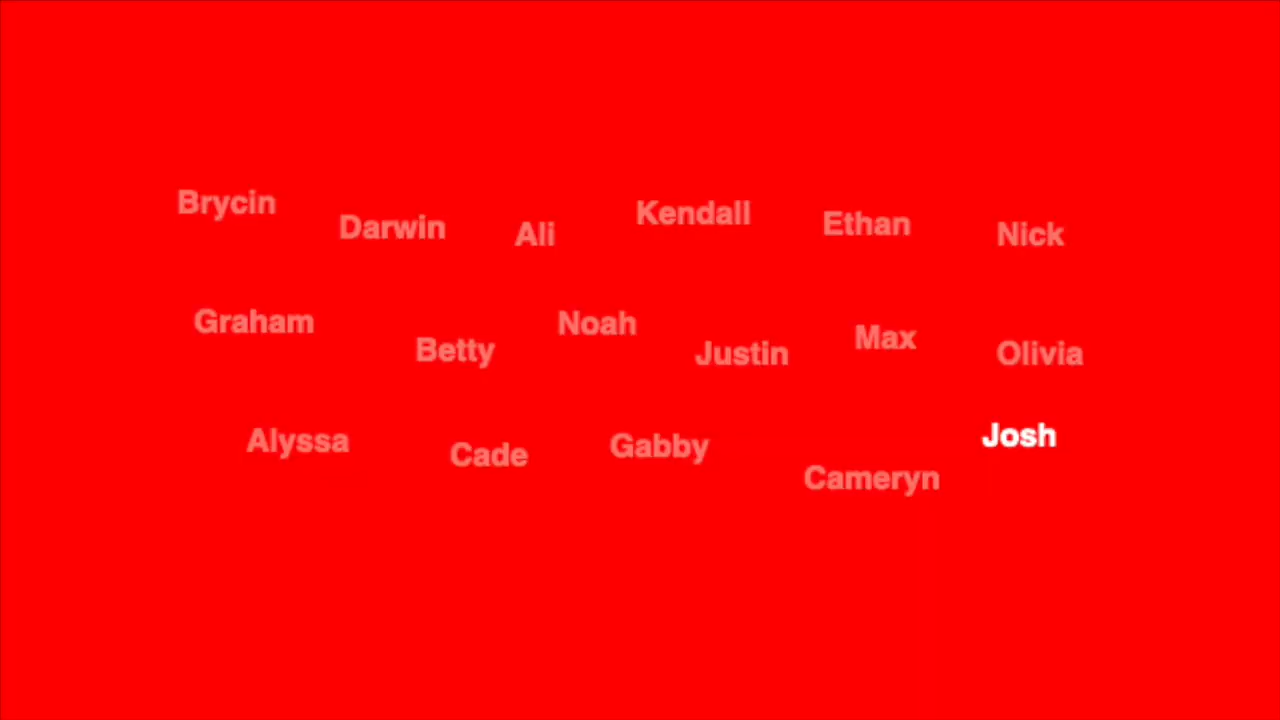 Brycin Darwin Ali Kendall Ethan Nick
Graham Betty Noah Justin Max Olivia
Alyssa Cade Gabby Cameryn Josh